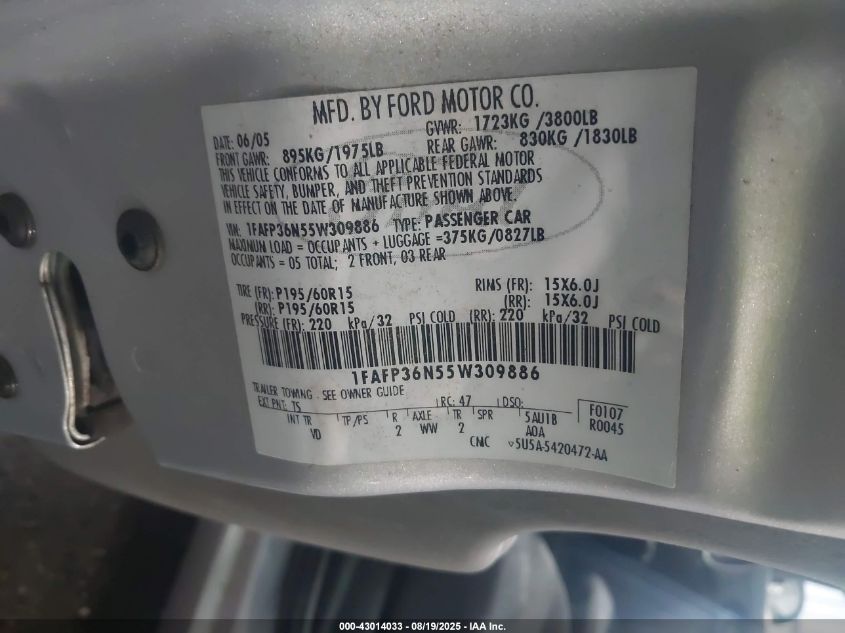 MFD. BY FORD MOTOR CO.
DATE: 06/05 GVWR: 1723KG /3800LB
FRONT GAWR: 895KG/1975LB REAR GAWR: 830KG /1830LB
THIS VEHICLE CONFORMS TO ALL APPLICABLE FEDERAL MOTOR
VEHICLE SAFETY, BUMPER, AND THEFT PREVENTION STANDARDS
IN EFFECT ON THE DATE OF MANUFACTURE SHOWN ABOVE.
VIN: 1FAFP36N55W309886 TYPE: PASSENGER CAR
MAXIMUM LOAD = OCCUPANTS + LUGGAGE =375KG/0827LB
OCCUPANTS = 05 TOTAL; 2 FRONT, 03 REAR
TIRE (FR): P195/60R15 RIMS (FR): 15X6.0J
(RR): P195/60R15 (RR): 15X6.0J
PRESSURE (FR): 220 kPa/32 PSI COLD (RR): 220 kPa/32 PSI COLD
1FAFP36N55W309886
TRAILER TOWING - SEE OWNER GUIDE
EXT PNT: TS RC: 47 DSO:
INT TR TP/PS R AXLE TR SPR 5AU1B F0107
VD 2 WW 2 A0A R0045
CMC v5U5A-5420472-AA
000-43014033 - 08/19/2025 - IAA Inc.